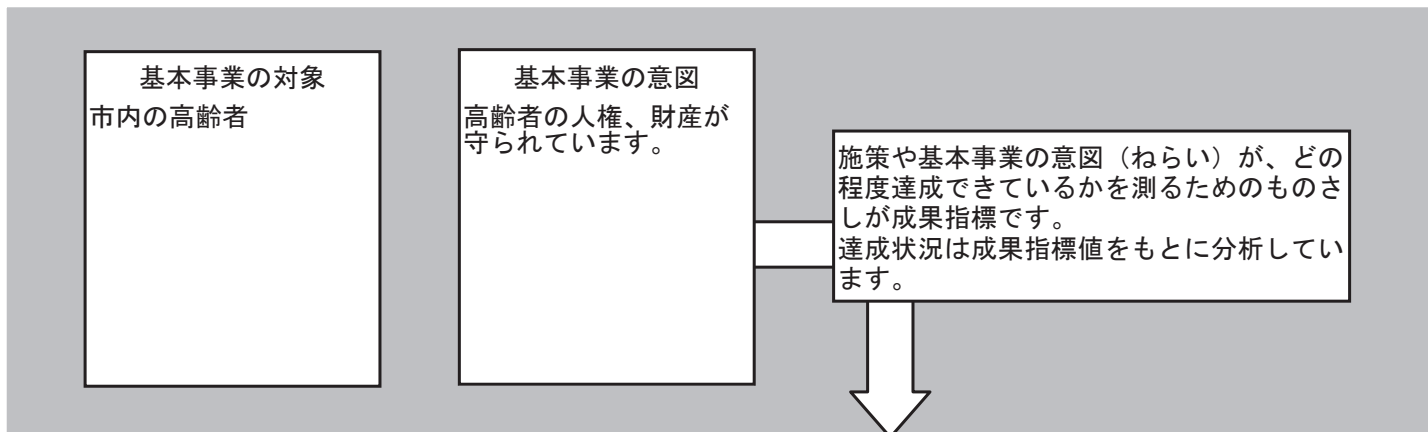 基本事業の対象
市内の高齢者
基本事業の意図
高齢者の人権、財産が
守られています。
施策や基本事業の意図（ねらい）が、どの
程度達成できているかを測るためのものさ
しが成果指標です。
達成状況は成果指標値をもとに分析してい
ます。